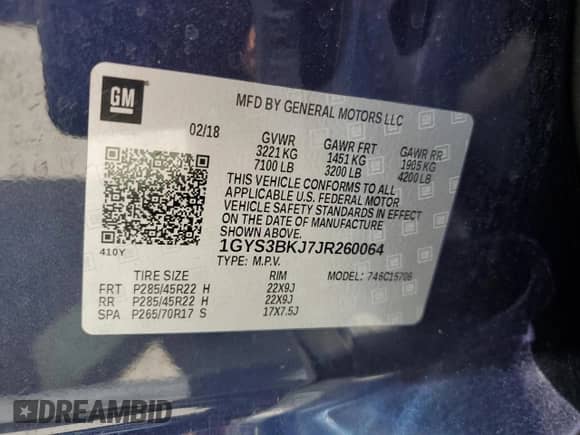 GM
MFD BY GENERAL MOTORS LLC
02/18 GVWR GAWR FRT GAWR RR
3221 KG 1451 KG 1905 KG
7100 LB 3200 LB 4200 LB
THIS VEHICLE CONFORMS TO ALL
APPLICABLE U.S. FEDERAL MOTOR
VEHICLE SAFETY STANDARDS IN EFFECT
ON THE DATE OF MANUFACTURE
SHOWN ABOVE.
410Y 1GYS3BKJ7JR260064
TYPE: M.P.V.
TIRE SIZE RIM MODEL: 746C15706
FRT P285/45R22 H 22X9J
RR P285/45R22 H 22X9J
SPA P265/70R17 S 17X7.5J
DREAMBID